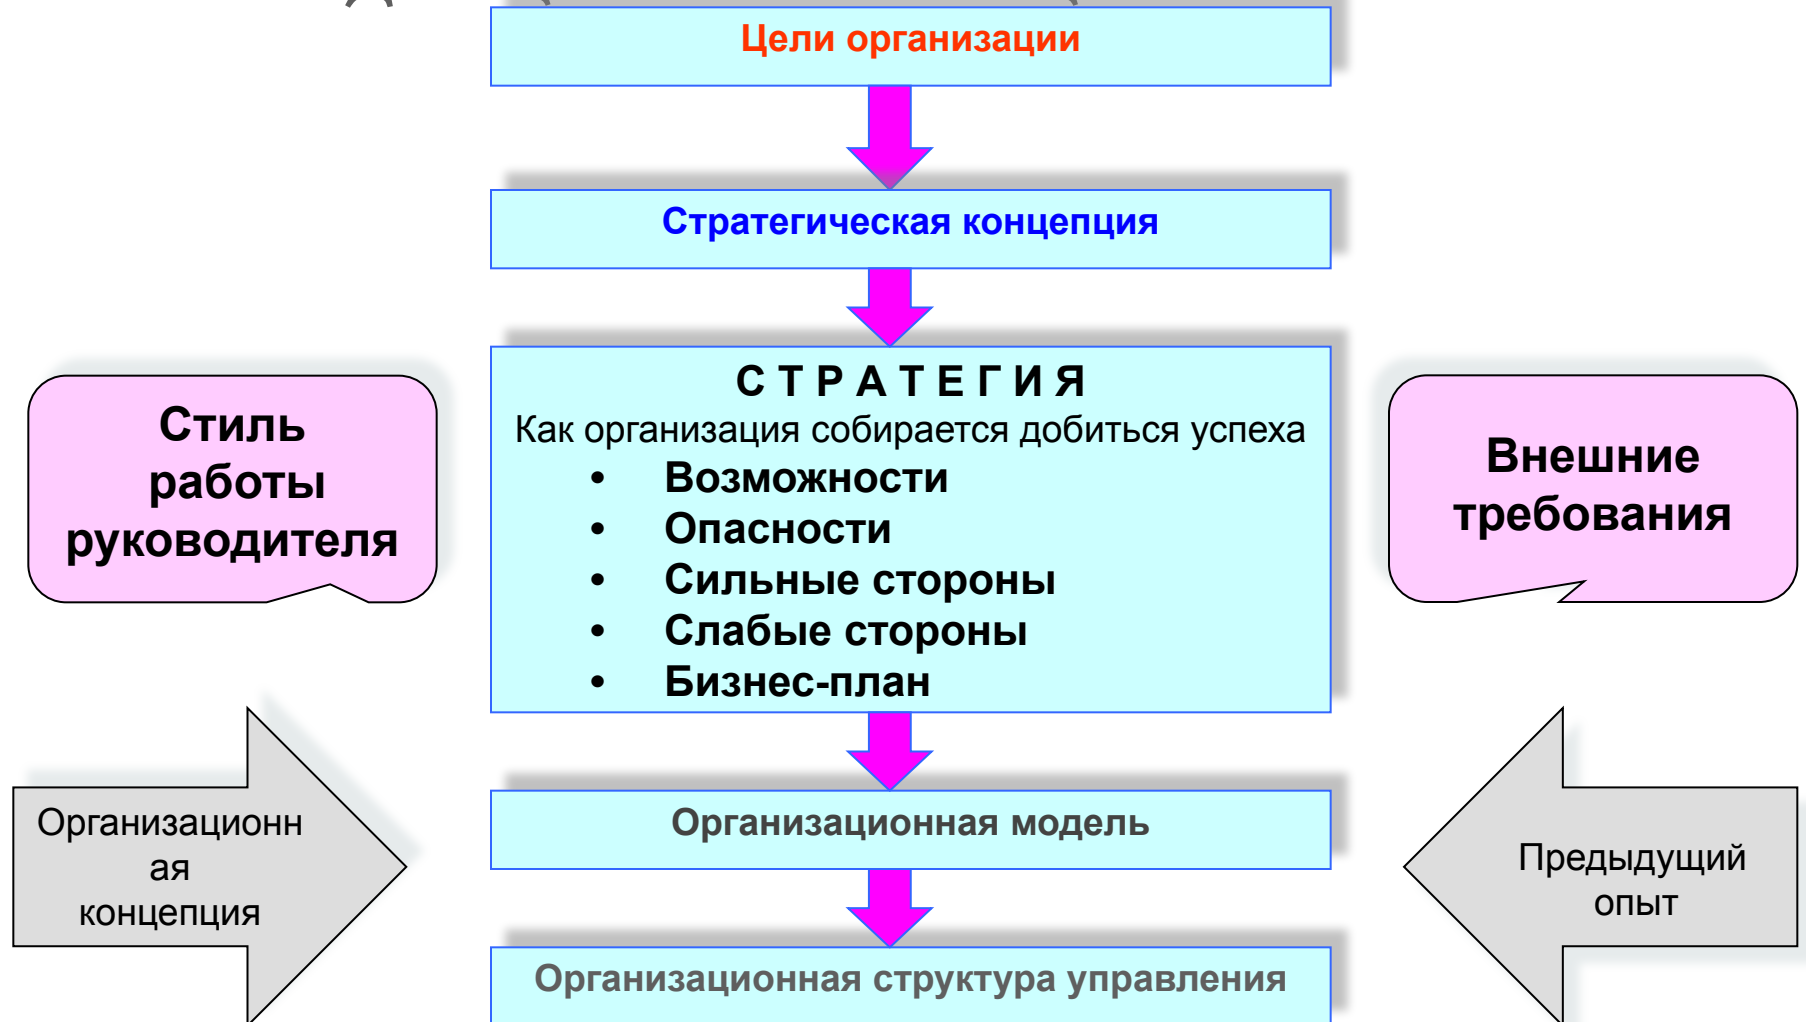 Цели организации
Стратегическая концепция
С Т Р А Т Е Г И Я
Как организация собирается добиться успеха
• Возможности
• Опасности
• Сильные стороны
• Слабые стороны
• Бизнес-план
Стиль
работы
руководителя
Внешние
требования
Организационн
ая
концепция
Организационная модель
Предыдущий
опыт
Организационная структура управления